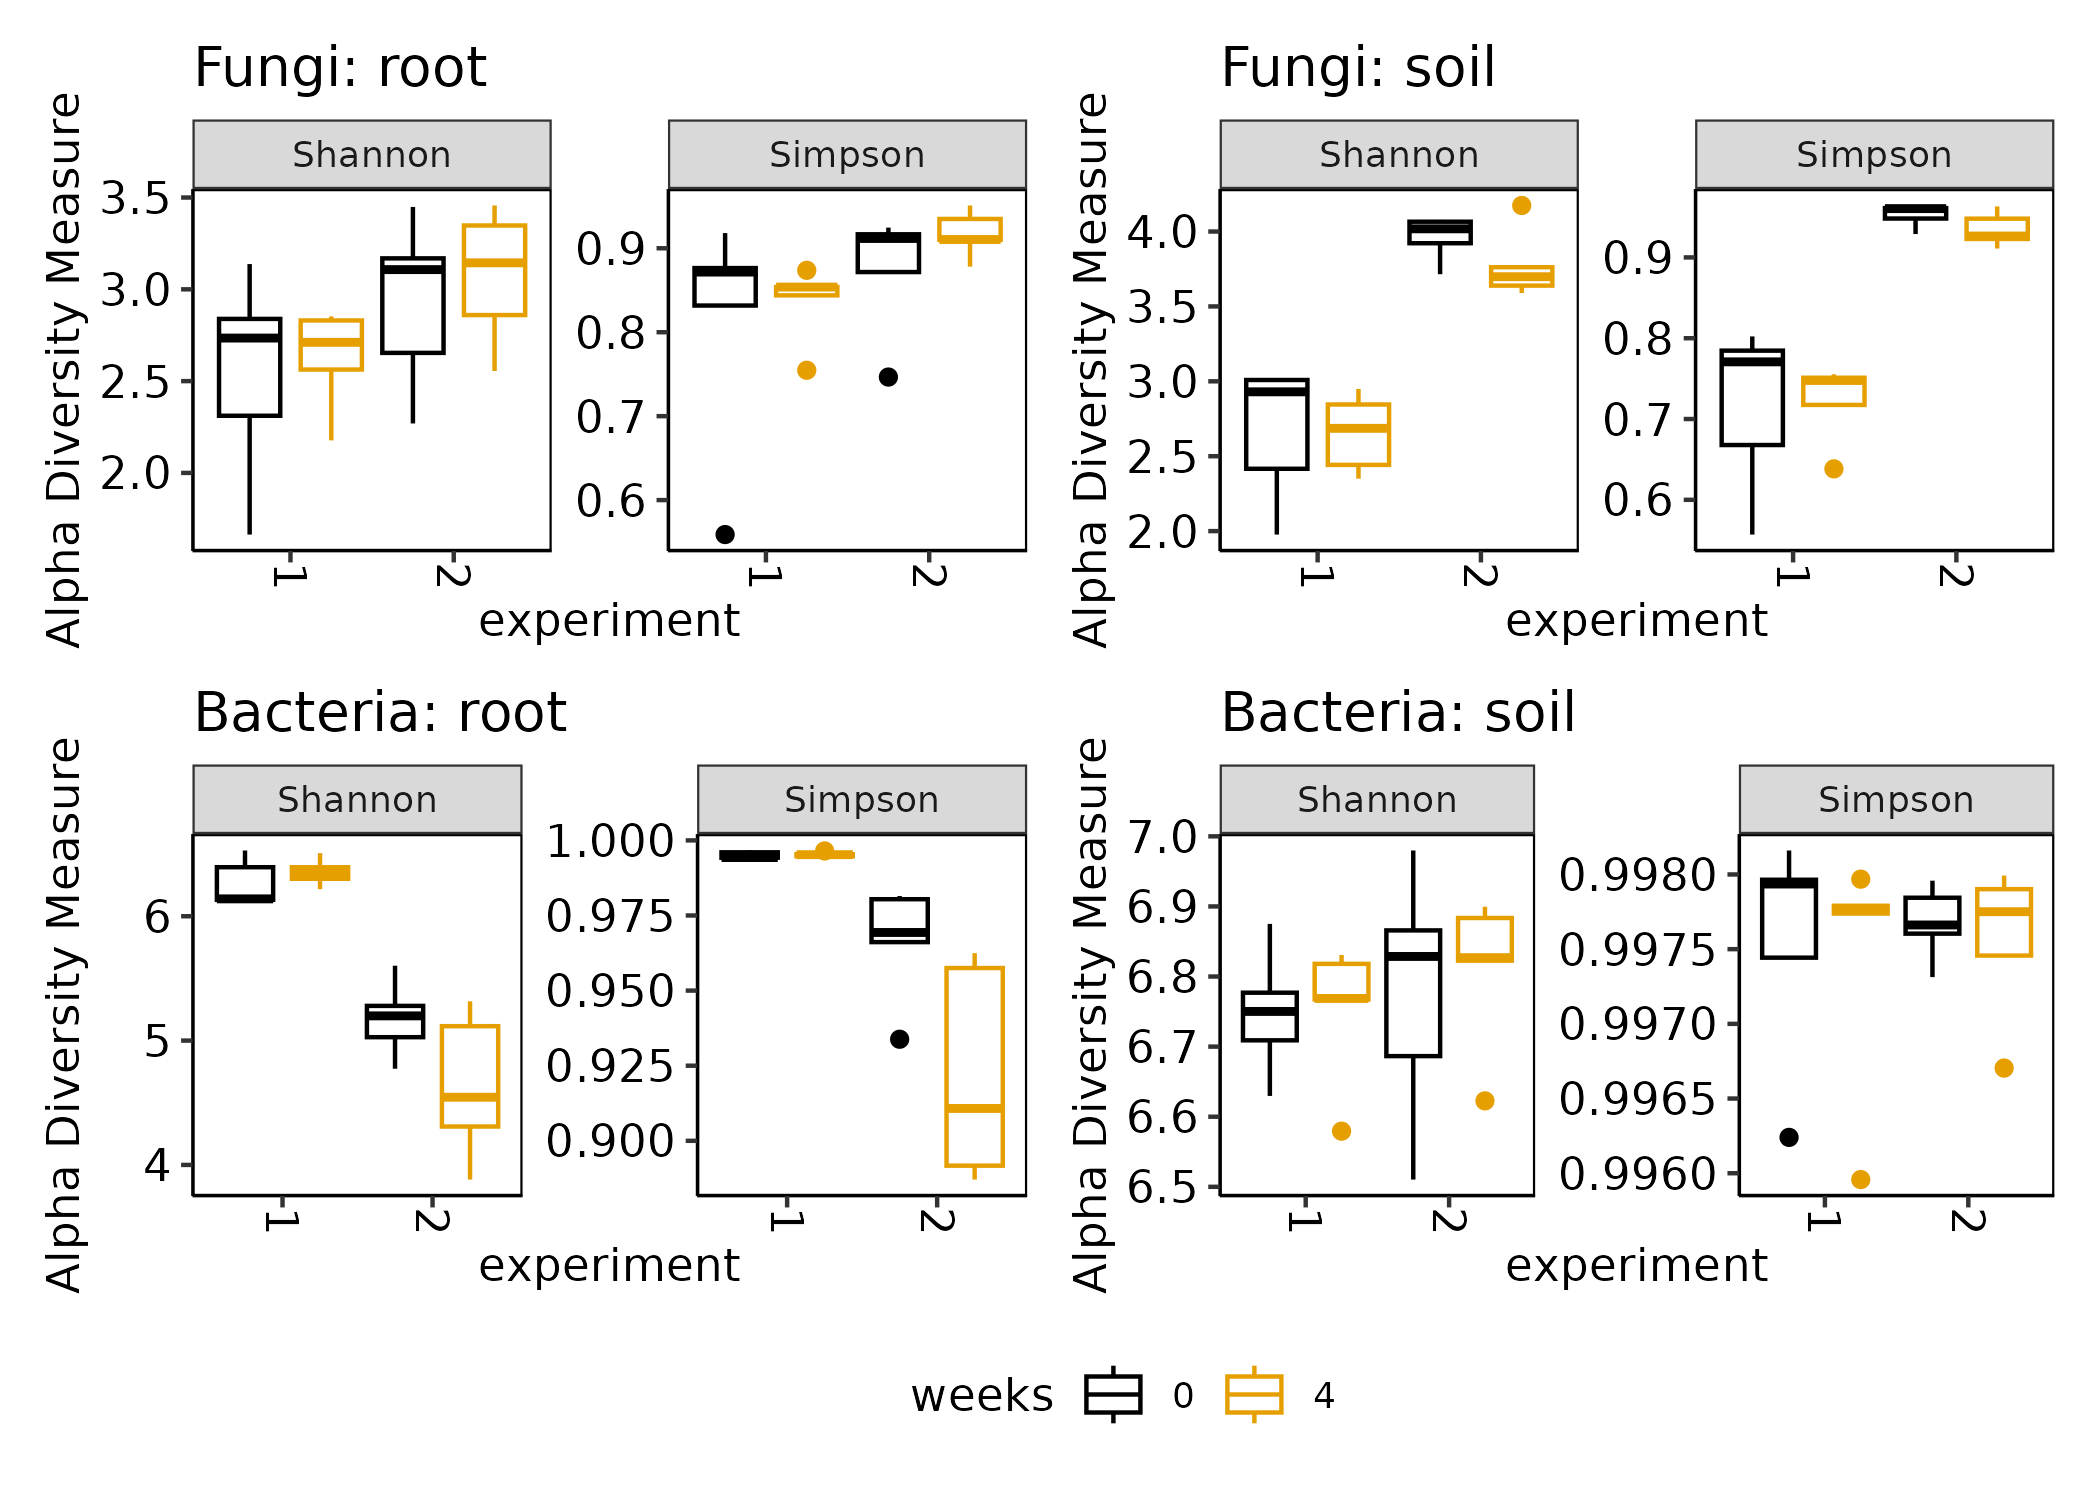 Fungi: root
Alpha Diversity Measure
Shannon
Simpson
3.5
3.0
2.5
2.0
0.9
0.8
0.7
0.6
1
2
1
2
experiment
Fungi: soil
Alpha Diversity Measure
Shannon
Simpson
4.0
3.5
3.0
2.5
2.0
0.9
0.8
0.7
0.6
1
2
1
2
experiment
Bacteria: root
Alpha Diversity Measure
Shannon
Simpson
6
5
4
1.000
0.975
0.950
0.925
0.900
1
2
1
2
experiment
Bacteria: soil
Alpha Diversity Measure
Shannon
Simpson
7.0
6.9
6.8
6.7
6.6
6.5
0.9980
0.9975
0.9970
0.9965
0.9960
1
2
1
2
experiment
weeks 0 4